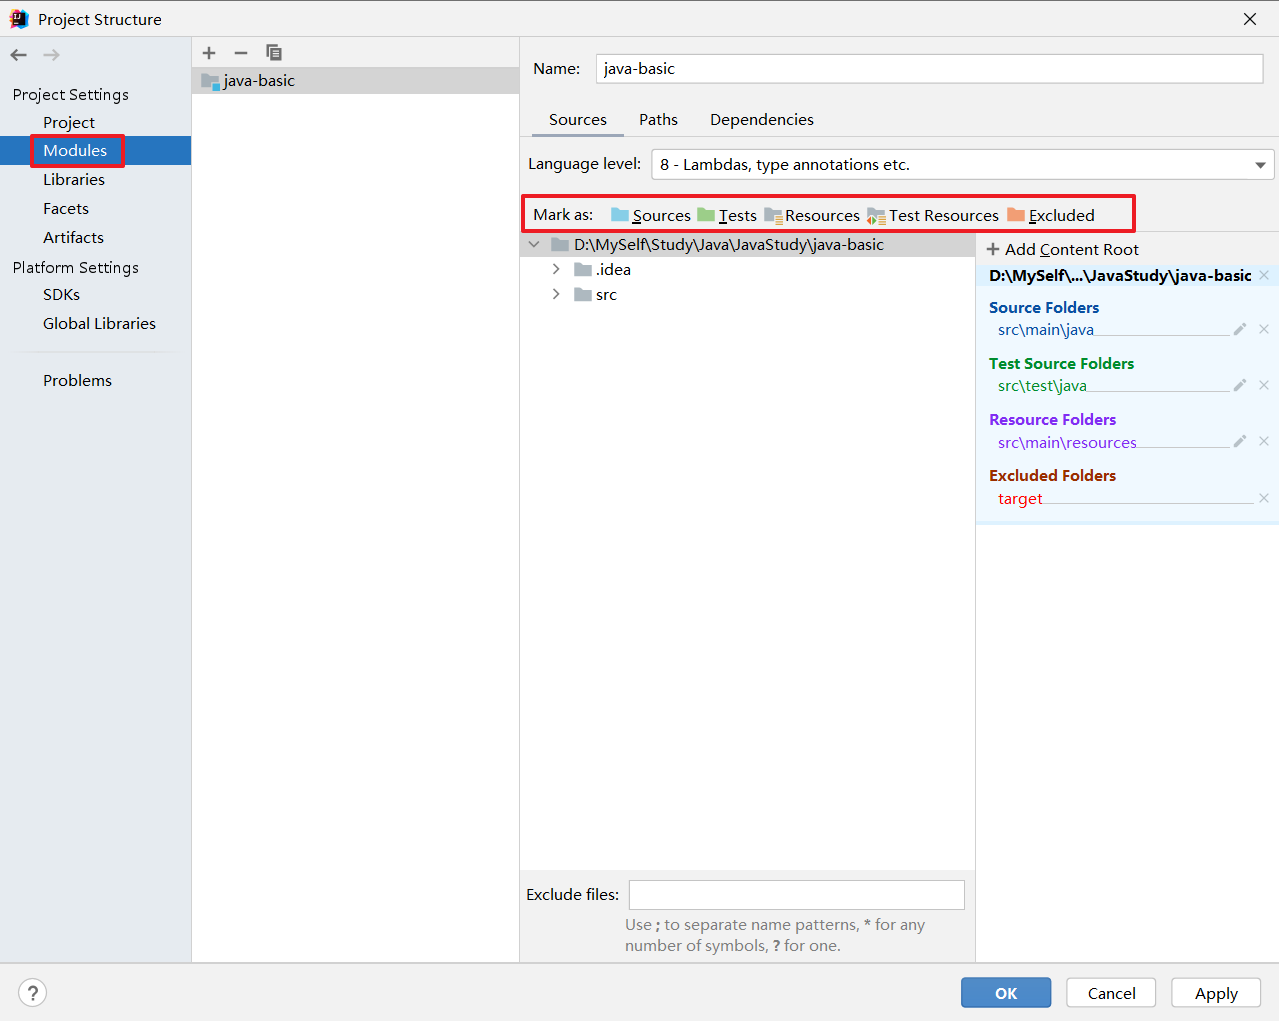 Project Structure
Project Settings
Project
Modules
Libraries
Facets
Artifacts
Platform Settings
SDKs
Global Libraries
Problems
java-basic
Name: java-basic
Sources Paths Dependencies
Language level: 8 - Lambdas, type annotations etc.
Mark as: Sources Tests Resources Test Resources Excluded
D:\MySelf\Study\Java\JavaStudy\java-basic
.idea
src
+ Add Content Root
D:\MySelf\...\JavaStudy\java-basic
Source Folders
src\main\java
Test Source Folders
src\test\java
Resource Folders
src\main\resources
Excluded Folders
target
Exclude files:
Use ; to separate name patterns, * for any
number of symbols, ? for one.
? OK Cancel Apply